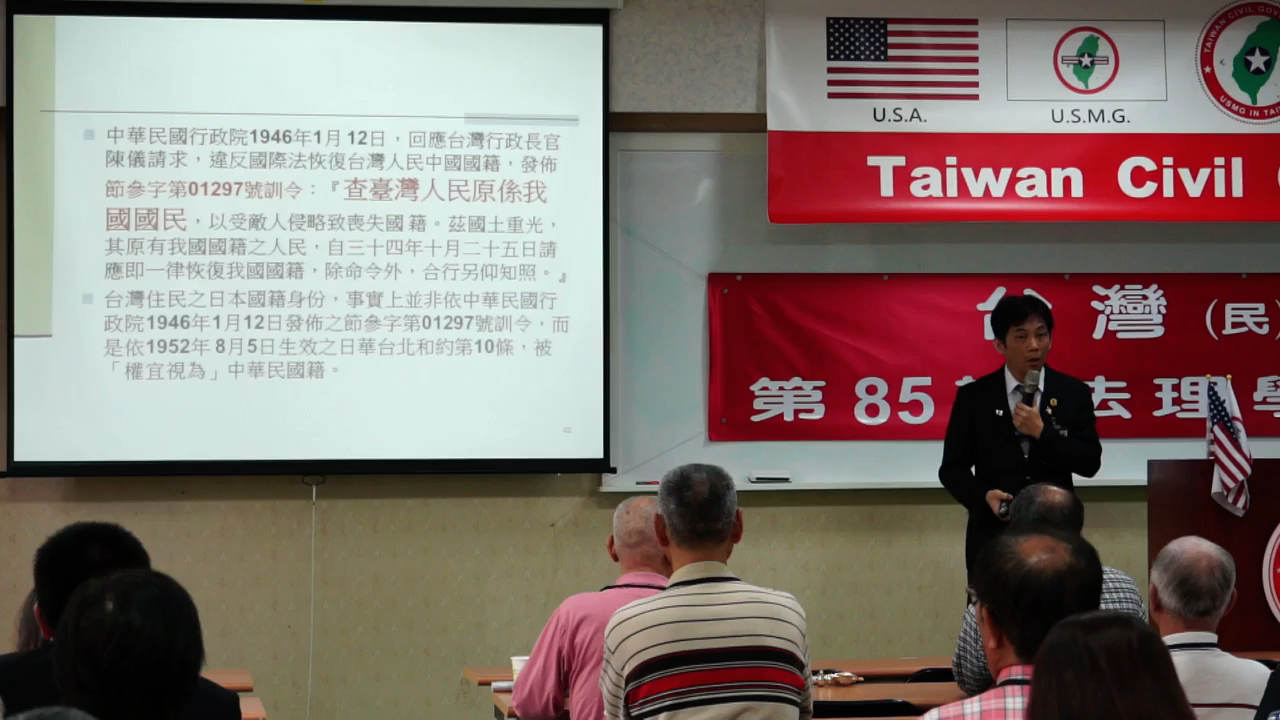 中華民國行政院1946年1月12日，回應台灣行政長官
陳儀請求，違反國際法恢復台灣人民中國國籍，發佈
節參字第01297號訓令：『查臺灣人民原係我
國國民，以受敵人侵略致喪失國籍。茲國土重光，
其原有我國國籍之人民，自三十四年十月二十五日請
應即一律恢復我國國籍，除命令外，合行另仰知照。』
台灣住民之日本國籍身份，事實上並非依中華民國行
政院1946年1月12日發佈之節參字第01297號訓令，而
是依1952年8月5日生效之日華台北和約第10條，被
「權宜視為」中華民國籍。
42
U.S.A.
U.S.M.G.
TAIWAN CIVIL GOV
USMG IN TAI
Taiwan Civil
台灣（民
第85 法理學